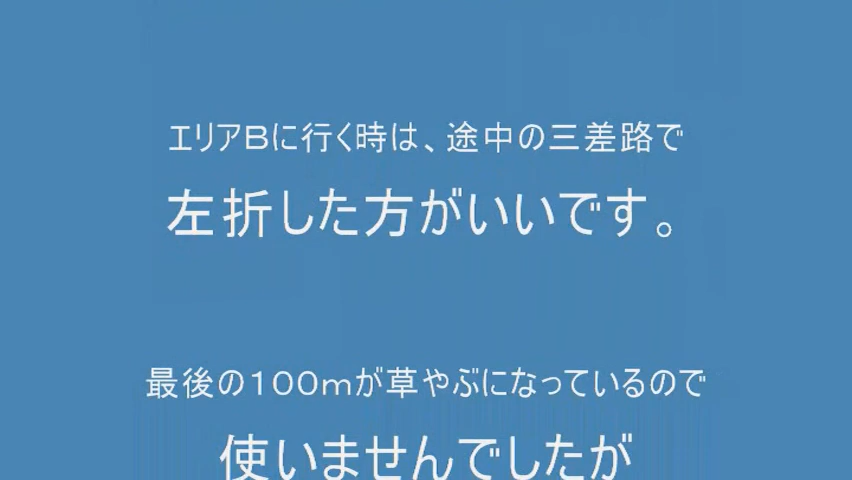 エリアＢに行く時は、途中の三差路で
左折した方がいいです。
最後の１００ｍが草やぶになっているので
使いませんでしたが